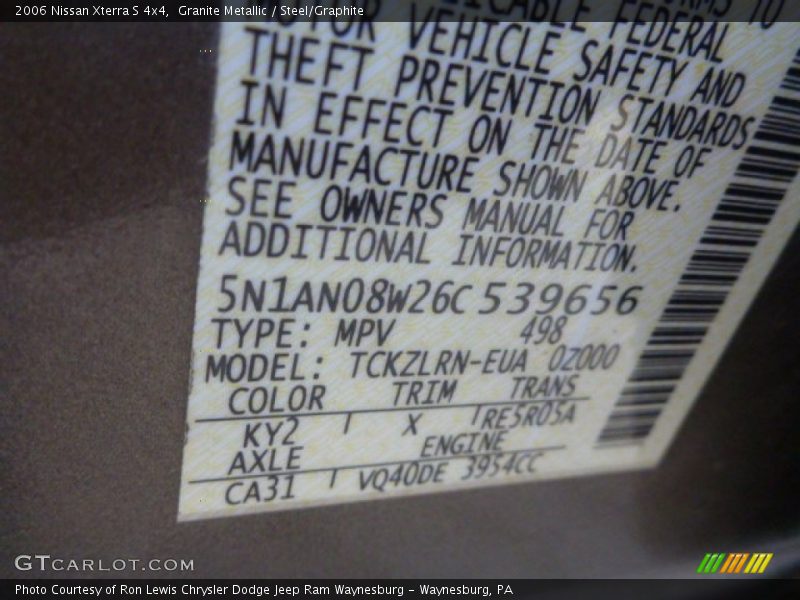 2006 Nissan Xterra S 4x4,  Granite Metallic / Steel/Graphite
TO
MOTOR VEHICLE SAFETY AND
FEDERAL
THEFT PREVENTION STANDARDS
IN EFFECT ON THE DATE OF
MANUFACTURE SHOWN ABOVE.
SEE OWNERS MANUAL FOR
ADDITIONAL INFORMATION.
5N1AN08W26C539656
TYPE: MPV 498
MODEL: TCKZLRN-EUA 0Z000
COLOR TRIM TRANS
KY2 X RE5R05A
AXLE ENGINE
CA31 VQ40DE 3954CC
GTCARLOT.COM
Photo Courtesy of Ron Lewis Chrysler Dodge Jeep Ram Waynesburg – Waynesburg, PA